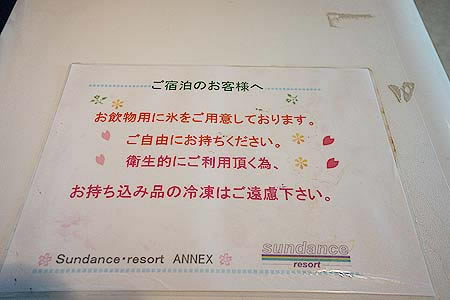 ご宿泊のお客様へ
お飲物用に氷をご用意しております。
ご自由にお持ちください。
衛生的にご利用頂く為、
お持ち込み品の冷凍はご遠慮下さい。
Sundance・resort ANNEX
sundance
resort